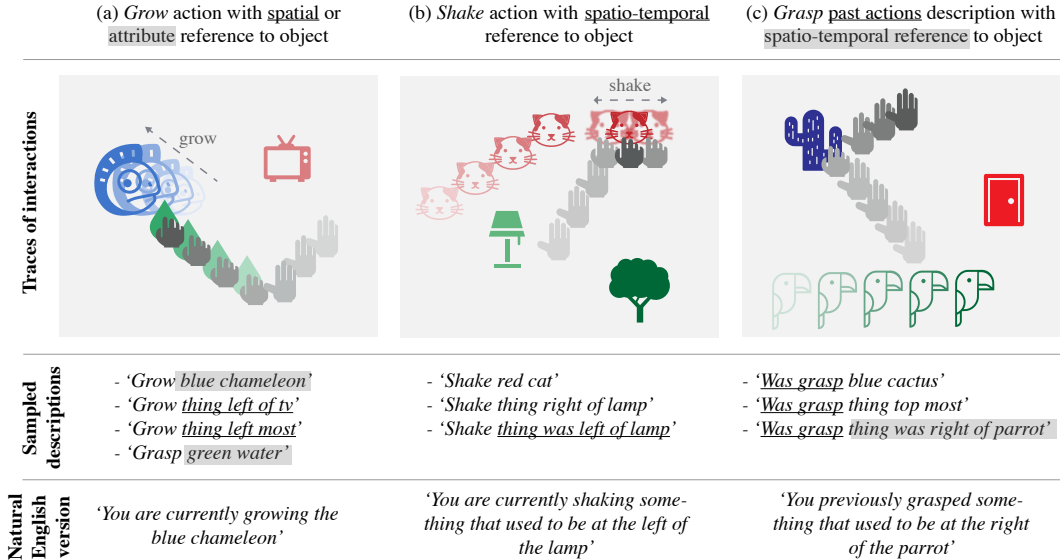 (a) Grow action with spatial or
attribute reference to object
(b) Shake action with spatio-temporal
reference to object
(c) Grasp past actions description with
spatio-temporal reference to object
Traces of interactions
grow
shake
Sampled
descriptions
- ‘Grow blue chameleon’
- ‘Grow thing left of tv’
- ‘Grow thing left most’
- ‘Grasp green water’
- ‘Shake red cat’
- ‘Shake thing right of lamp’
- ‘Shake thing was left of lamp’
- ‘Was grasp blue cactus’
- ‘Was grasp thing top most’
- ‘Was grasp thing was right of parrot’
Natural
English
version
‘You are currently growing the
blue chameleon’
‘You are currently shaking some-
thing that used to be at the left of
the lamp’
‘You previously grasped some-
thing that used to be at the right
of the parrot’